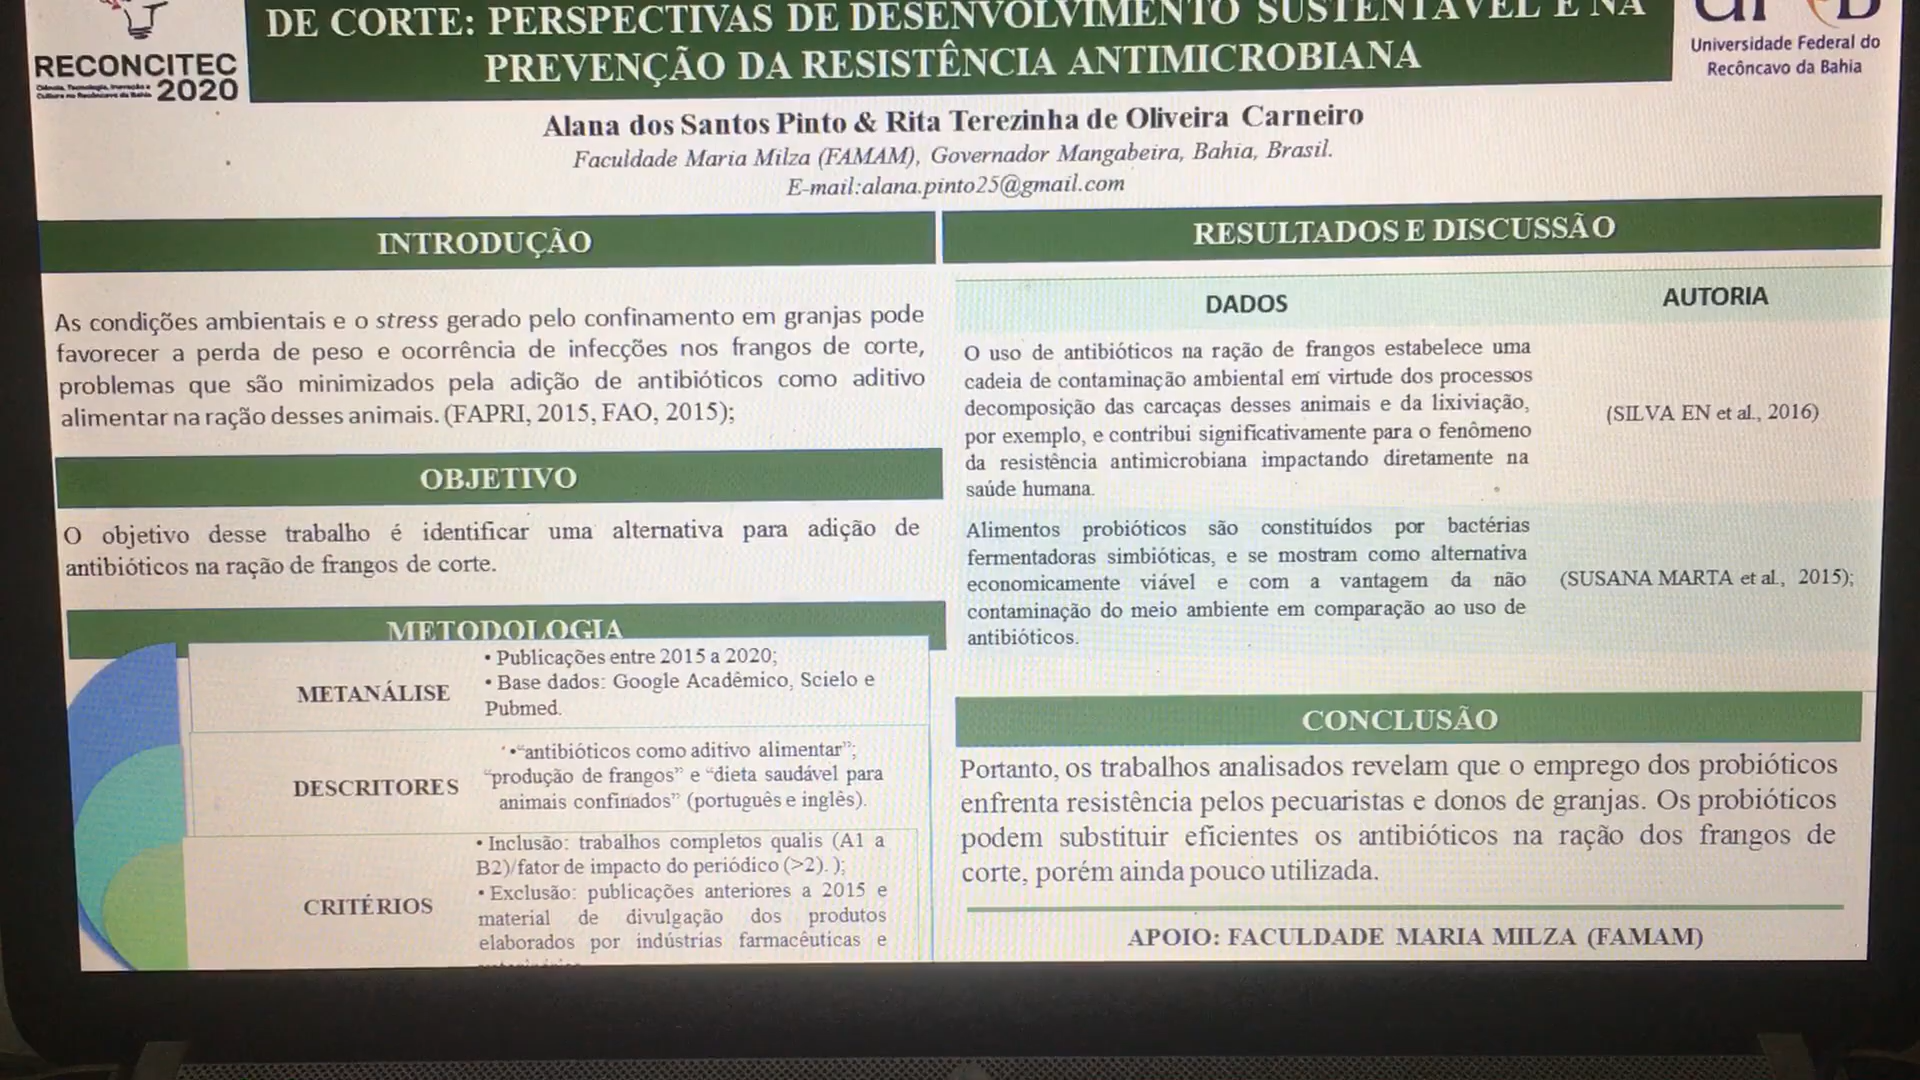 DE CORTE: PERSPECTIVAS DE DESENVOLVIMENTO SUSTENTÁVEL E NA
PREVENÇÃO DA RESISTÊNCIA ANTIMICROBIANA
RECONCITEC
Ciência, Tecnologia, Inovação e
Cultura no Recôncavo da Bahia 2020
Universidade Federal do
Recôncavo da Bahia
Alana dos Santos Pinto & Rita Terezinha de Oliveira Carneiro
Faculdade Maria Milza (FAMAM), Governador Mangabeira, Bahia, Brasil.
E-mail:alana.pinto25@gmail.com
INTRODUÇÃO
As condições ambientais e o stress gerado pelo confinamento em granjas pode
favorecer a perda de peso e ocorrência de infecções nos frangos de corte,
problemas que são minimizados pela adição de antibióticos como aditivo
alimentar na ração desses animais. (FAPRI, 2015, FAO, 2015);
OBJETIVO
O objetivo desse trabalho é identificar uma alternativa para adição de
antibióticos na ração de frangos de corte.
METODOLOGIA
METANÁLISE
• Publicações entre 2015 a 2020;
• Base dados: Google Acadêmico, Scielo e
Pubmed.
DESCRITORES
•“antibióticos como aditivo alimentar”;
“produção de frangos” e “dieta saudável para
animais confinados” (português e inglês).
CRITÉRIOS
• Inclusão: trabalhos completos qualis (A1 a
B2)/fator de impacto do periódico (>2). );
• Exclusão: publicações anteriores a 2015 e
material de divulgação dos produtos
elaborados por indústrias farmacêuticas e
RESULTADOS E DISCUSSÃO
DADOS
AUTORIA
O uso de antibióticos na ração de frangos estabelece uma
cadeia de contaminação ambiental em virtude dos processos
decomposição das carcaças desses animais e da lixiviação,
por exemplo, e contribui significativamente para o fenômeno
da resistência antimicrobiana impactando diretamente na
saúde humana.
(SILVA EN et al., 2016)
Alimentos probióticos são constituídos por bactérias
fermentadoras simbióticas, e se mostram como alternativa
economicamente viável e com a vantagem da não
contaminação do meio ambiente em comparação ao uso de
antibióticos.
(SUSANA MARTA et al., 2015);
CONCLUSÃO
Portanto, os trabalhos analisados revelam que o emprego dos probióticos
enfrenta resistência pelos pecuaristas e donos de granjas. Os probióticos
podem substituir eficientes os antibióticos na ração dos frangos de
corte, porém ainda pouco utilizada.
APOIO: FACULDADE MARIA MILZA (FAMAM)